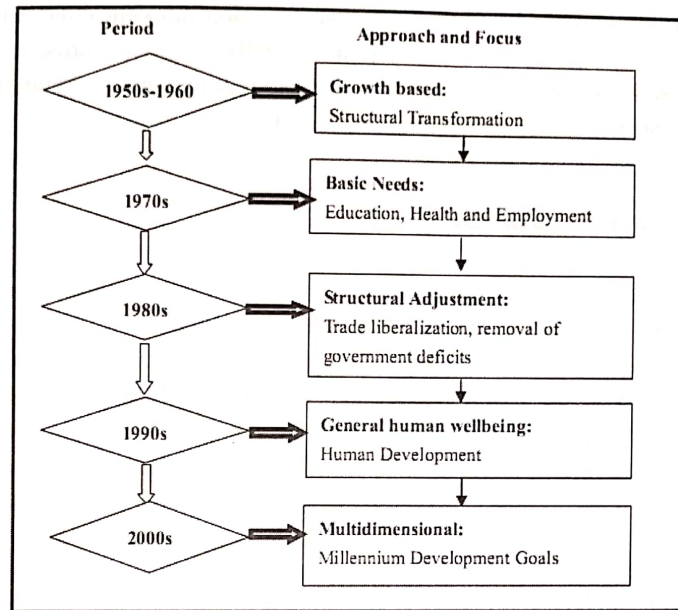 Period
Approach and Focus
1950s-1960
Growth based:
Structural Transformation
1970s
Basic Needs:
Education, Health and Employment
1980s
Structural Adjustment:
Trade liberalization, removal of
government deficits
1990s
General human wellbeing:
Human Development
2000s
Multidimensional:
Millennium Development Goals